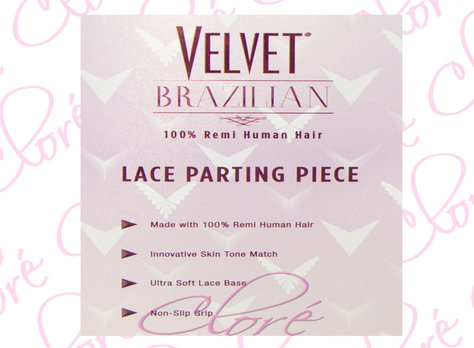 VELVET®
BRAZILIAN
100% Remi Human Hair
LACE PARTING PIECE
Made with 100% Remi Human Hair
Innovative Skin Tone Match
Ultra Soft Lace Base
Non-Slip Grip
Cloré